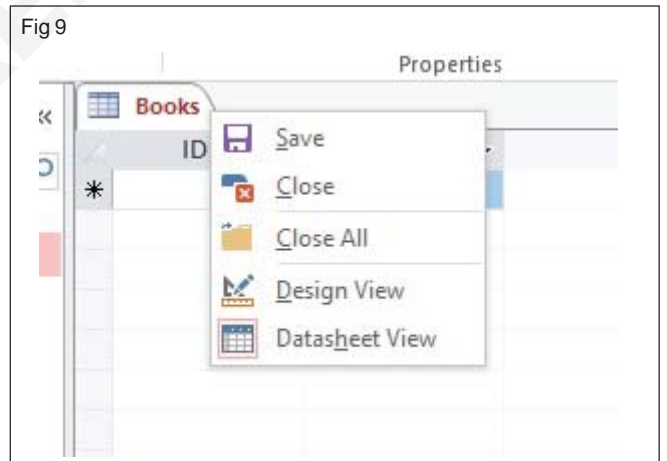 Fig 9
Properties
«
Books
ID
*
Save
Close
Close All
Design View
Datasheet View